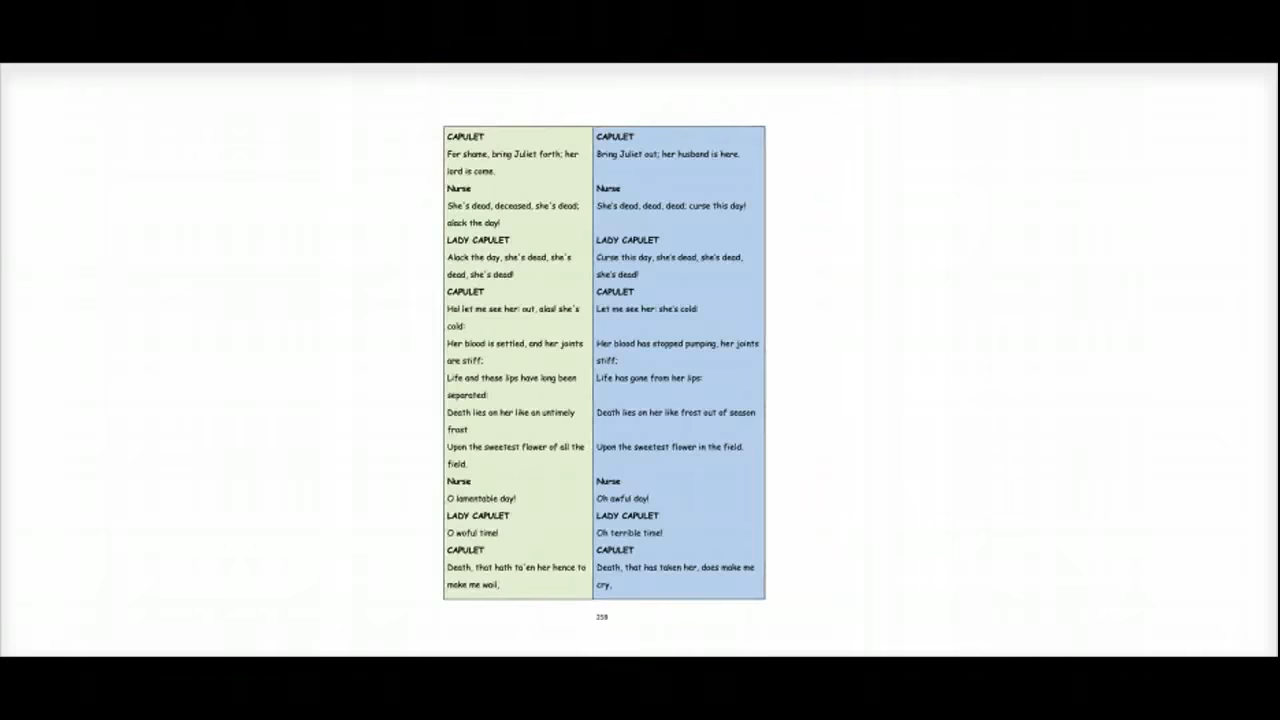 CAPULET
For shame, bring Juliet forth; her
lord is come.
Nurse
She's dead, deceased, she's dead;
alack the day!
LADY CAPULET
Alack the day, she's dead, she's
dead, she's dead!
CAPULET
Ha! let me see her: out, alas! she's
cold:
Her blood is settled, and her joints
are stiff;
Life and these lips have long been
separated:
Death lies on her like an untimely
frost
Upon the sweetest flower of all the
field.
Nurse
O lamentable day!
LADY CAPULET
O woful time!
CAPULET
Death, that hath ta'en her hence to
make me wail,
CAPULET
Bring Juliet out; her husband is here.
Nurse
She's dead, dead, dead; curse this day!
LADY CAPULET
Curse this day, she's dead, she's dead,
she's dead!
CAPULET
Let me see her: she's cold:
Her blood has stopped pumping, her joints
stiff;
Life has gone from her lips:
Death lies on her like frost out of season
Upon the sweetest flower in the field.
Nurse
Oh awful day!
LADY CAPULET
Oh terrible time!
CAPULET
Death, that has taken her, does make me
cry,